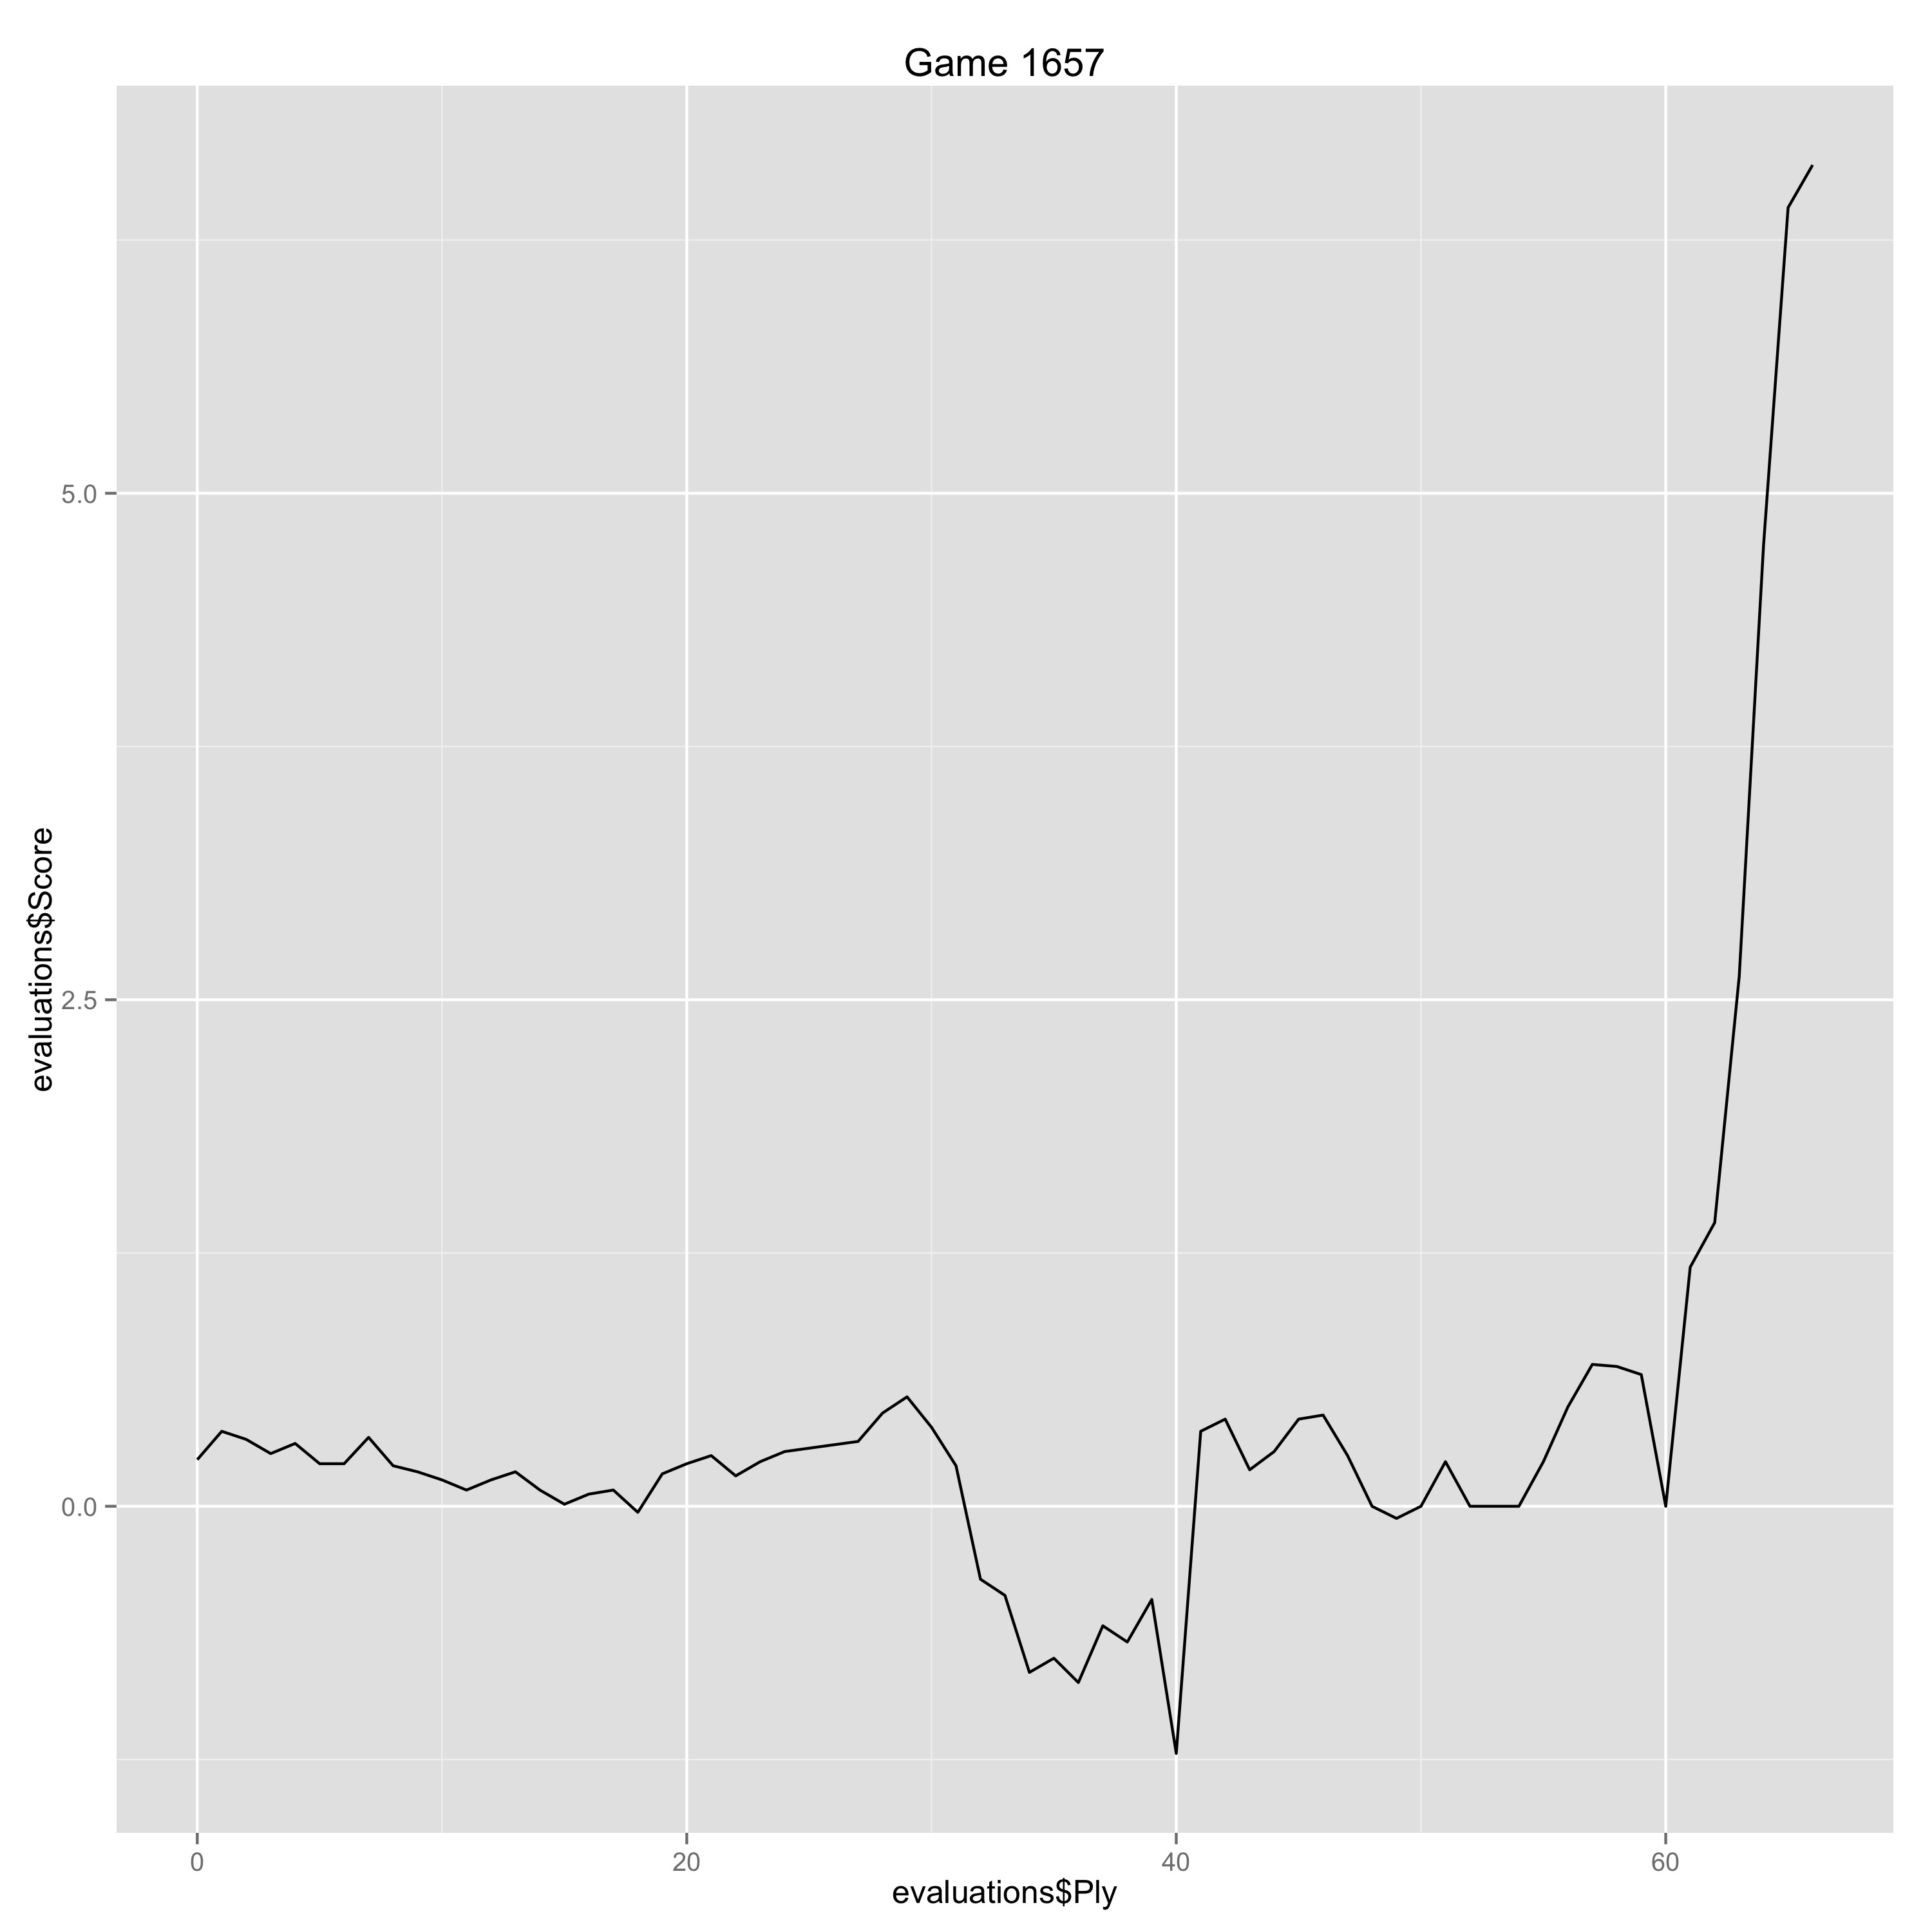 Game 1657
evaluations$Score
5.0
2.5
0.0
0 20 40 60
evaluations$Ply